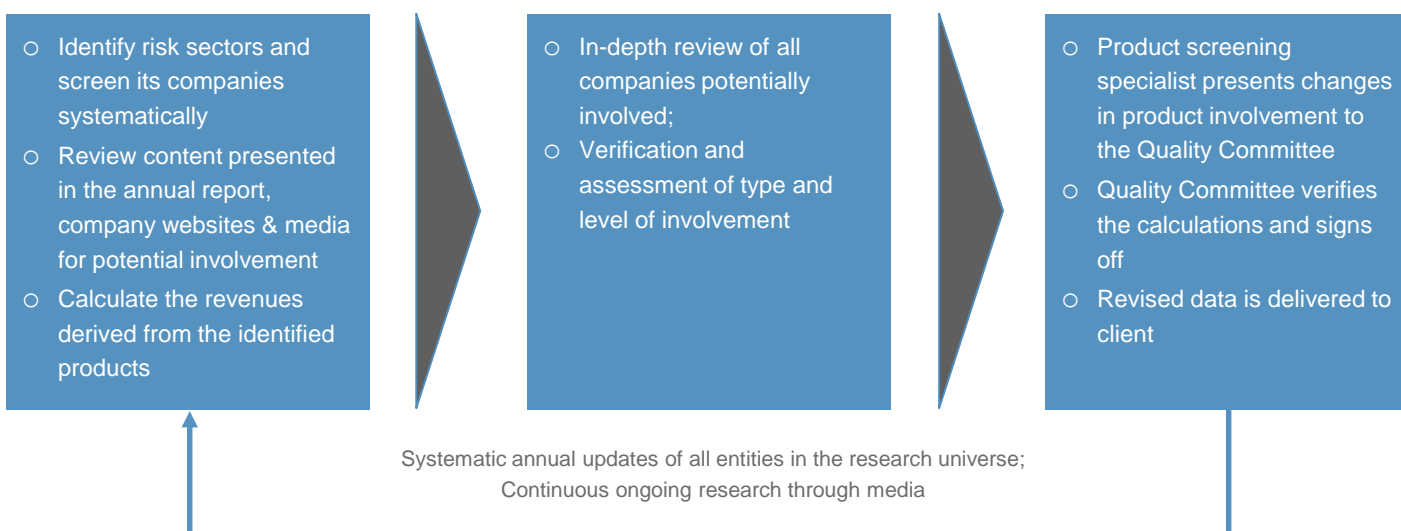 ○ Identify risk sectors and
screen its companies
systematically
○ Review content presented
in the annual report,
company websites & media
for potential involvement
○ Calculate the revenues
derived from the identified
products
○ In-depth review of all
companies potentially
involved;
○ Verification and
assessment of type and
level of involvement
○ Product screening
specialist presents changes
in product involvement to
the Quality Committee
○ Quality Committee verifies
the calculations and signs
off
○ Revised data is delivered to
client
Systematic annual updates of all entities in the research universe;
Continuous ongoing research through media